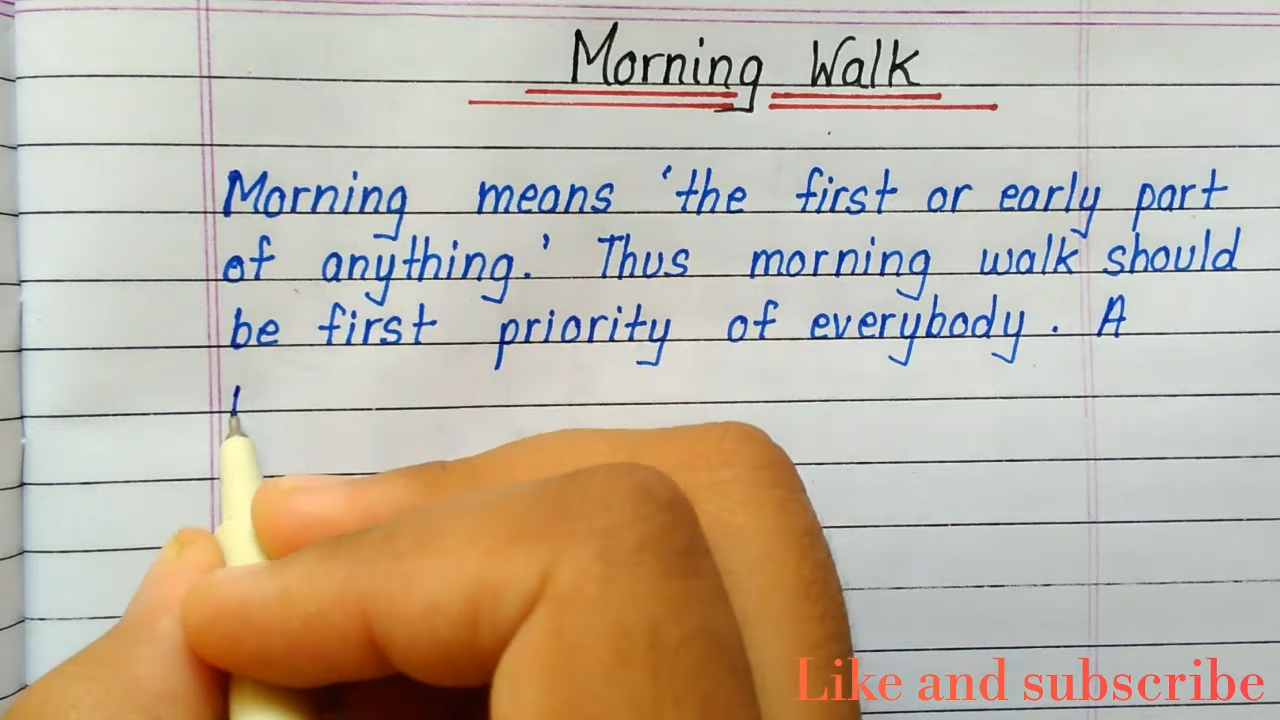 Morning Walk
Morning means 'the first or early part
of anything.' Thus morning walk should
be first priority of everybody. A
Like and subscribe